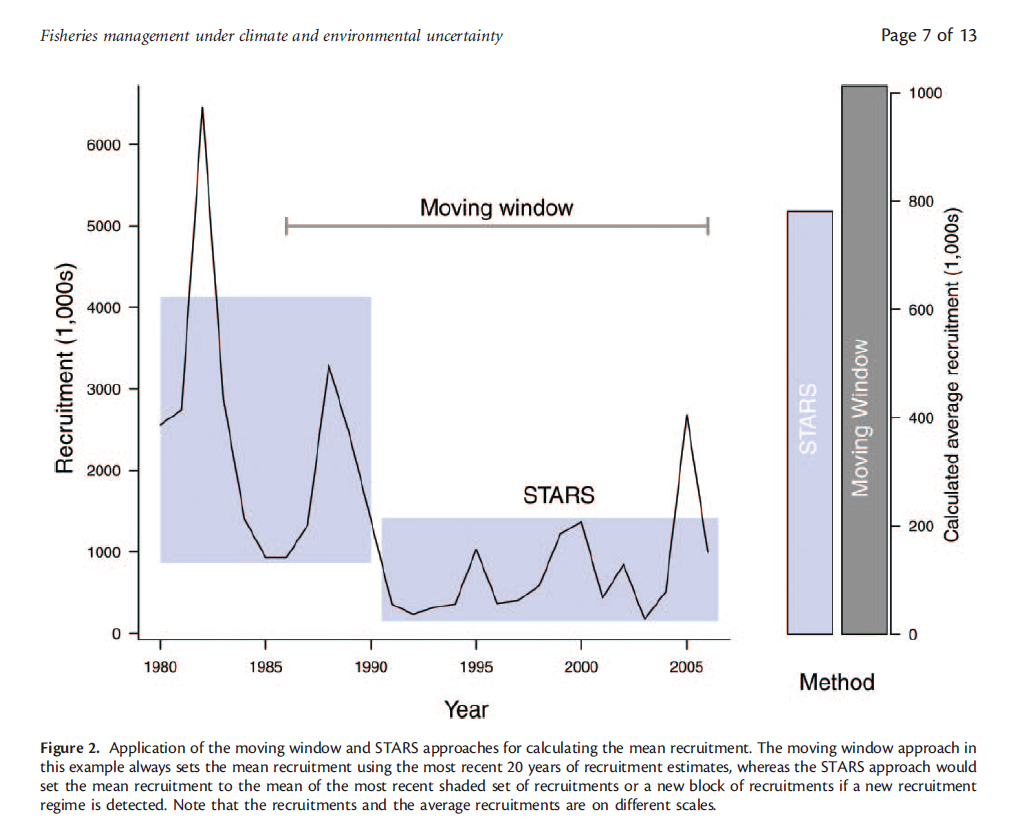 Fisheries management under climate and environmental uncertainty
Page 7 of 13
Moving window
STARS
Recruitment (1,000s)
6000
5000
4000
3000
2000
1000
0
1980
1985
1990
1995
2000
2005
Year
STARS
Moving Window
1000
800
600
400
200
0
Calculated average recruitment (1,000s)
Method
Figure 2. Application of the moving window and STARS approaches for calculating the mean recruitment. The moving window approach in
this example always sets the mean recruitment using the most recent 20 years of recruitment estimates, whereas the STARS approach would
set the mean recruitment to the mean of the most recent shaded set of recruitments or a new block of recruitments if a new recruitment
regime is detected. Note that the recruitments and the average recruitments are on different scales.